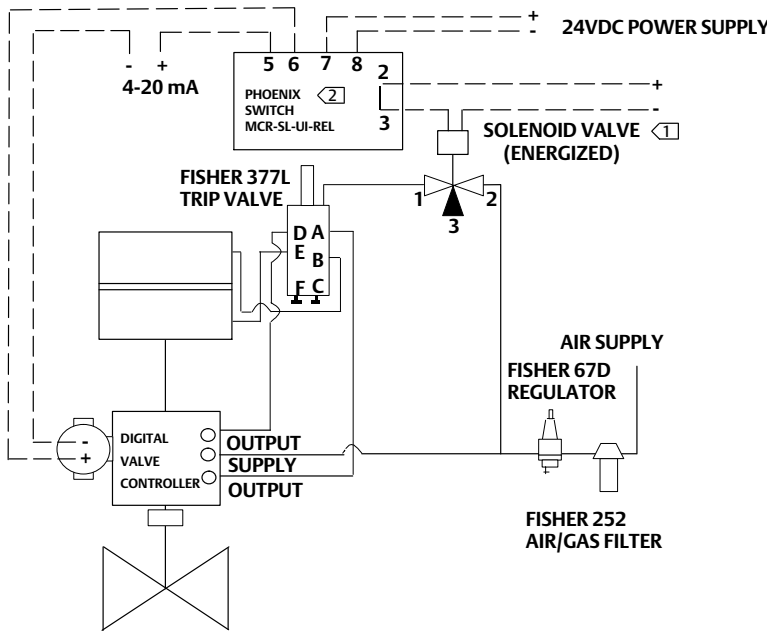 +
24VDC POWER SUPPLY
-
- +
4-20 mA
5 6 7 8
2
3
PHOENIX
SWITCH
MCR-SL-UI-REL
2
+
-
SOLENOID VALVE
(ENERGIZED)
1
FISHER 377L
TRIP VALVE
1
2
3
D A
E B
F C
AIR SUPPLY
FISHER 67D
REGULATOR
-
+
DIGITAL
VALVE
CONTROLLER
OUTPUT
SUPPLY
OUTPUT
FISHER 252
AIR/GAS FILTER